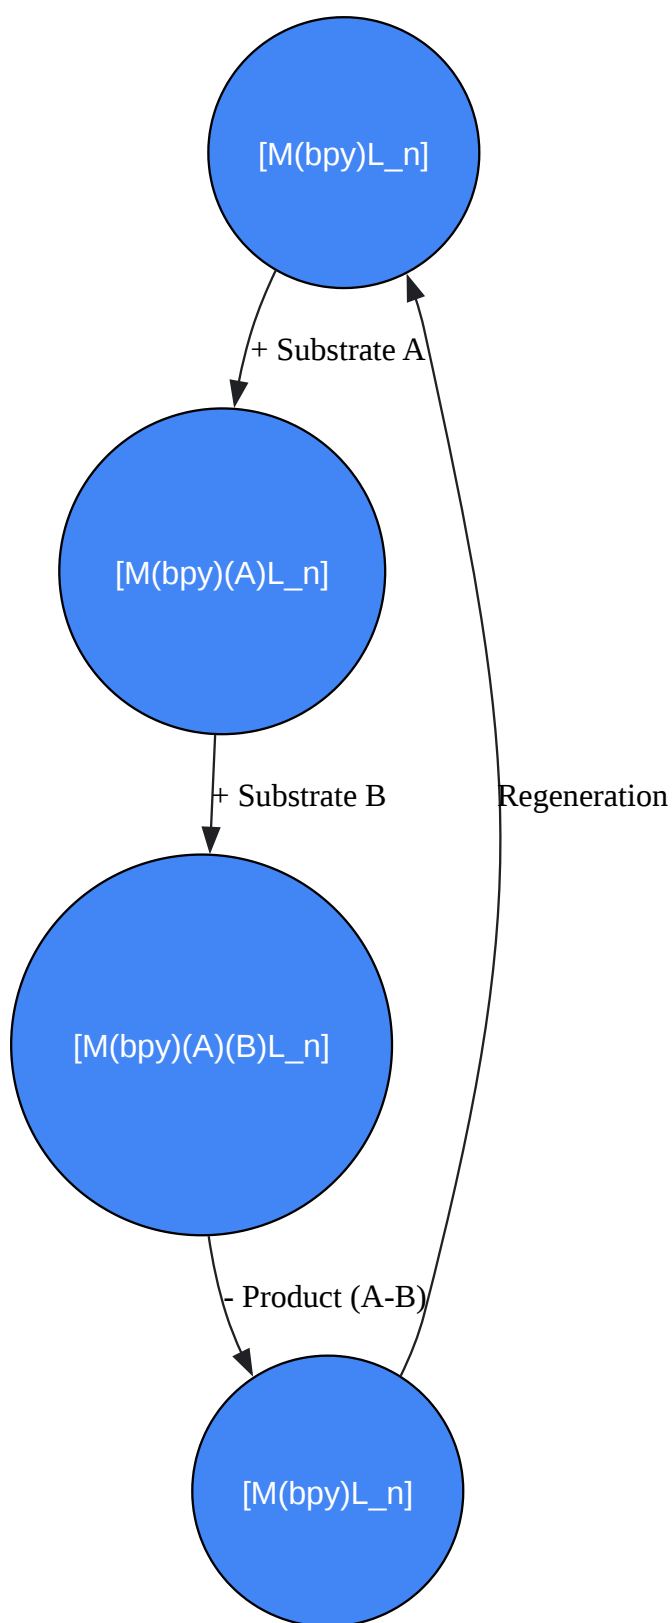 [M(bpy)L_n]
+ Substrate A
[M(bpy)(A)L_n]
+ Substrate B
Regeneration
[M(bpy)(A)(B)L_n]
- Product (A-B)
[M(bpy)L_n]